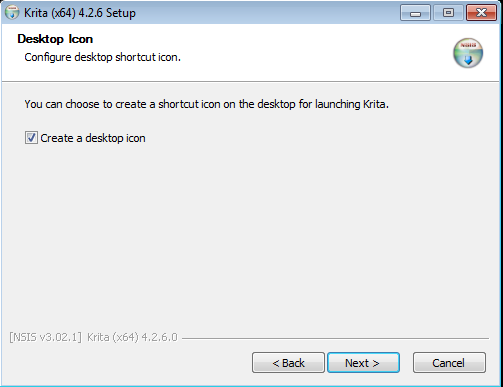 Krita (x64) 4.2.6 Setup
Desktop Icon
Configure desktop shortcut icon.
NSIS
You can choose to create a shortcut icon on the desktop for launching Krita.
Create a desktop icon
[NSIS v3.02.1] Krita (x64) 4.2.6.0
< Back Next > Cancel